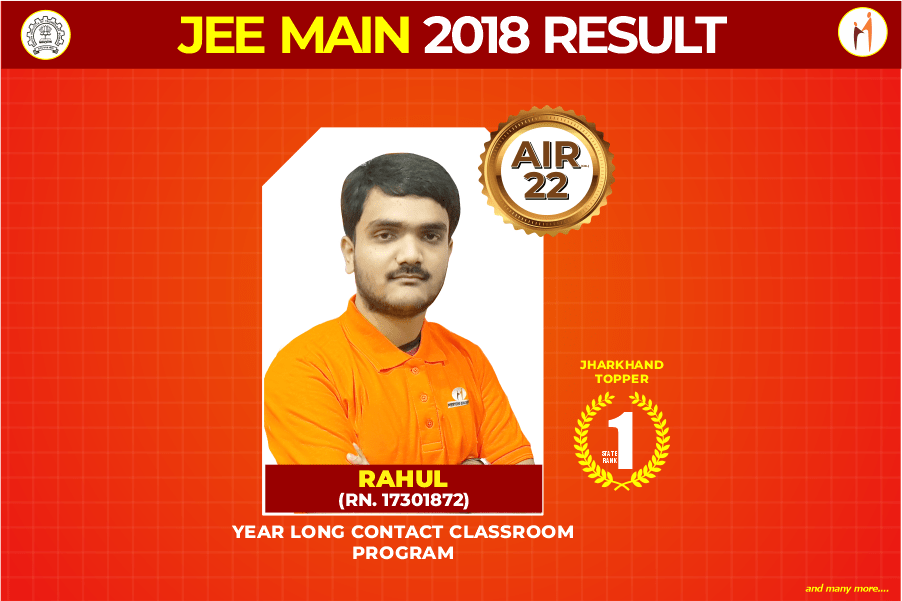 JEE MAIN 2018 RESULT
AIR
22
JHARKHAND
TOPPER
1
STATE
RANK
RAHUL
(RN. 17301872)
YEAR LONG CONTACT CLASSROOM
PROGRAM
and many more....